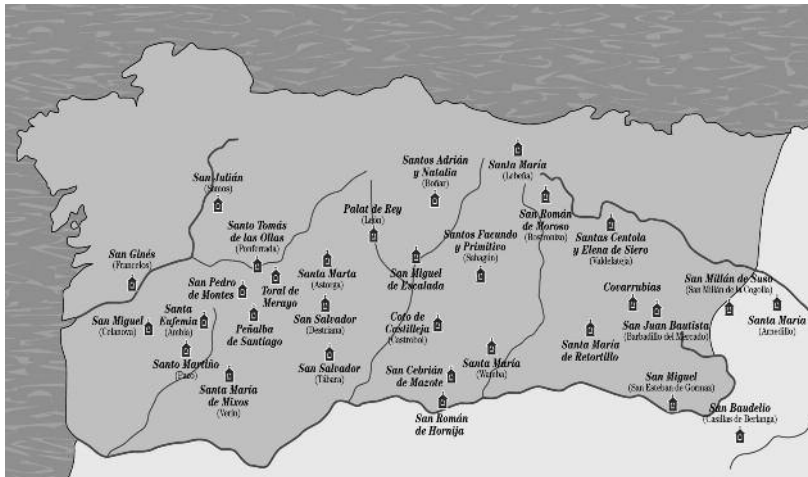 Santos Adrián
y Natalia
(Boñar)
Santa María
(Lebeña)
San Julián
(Samos)
Palat de Rey
(León)
San Román
de Moroso
(Bostronizo)
Santo Tomás
de las Ollas
(Ponferrada)
Santos Facundo
y Primitivo
(Sahagún)
Santas Centola
y Elena de Siero
(Valdelateja)
San Ginés
(Francelos)
San Pedro
de Montes
Toral de
Merayo
Santa Marta
(Astorga)
San Miguel
de Escalada
San Millán de Suso
(San Millán de la Cogolla)
Covarrubias
Santa María
(Arnedillo)
San Miguel
(Celanova)
Santa
Eufemia
(Ambía)
Peñalba
de Santiago
San Salvador
(Destriana)
Coto de
Castilleja
(Castrobol)
San Juan Bautista
(Barbadillo del Mercado)
Santa María
de Retortillo
Santo Martiño
(Pazó)
Santa María
de Mixos
(Verín)
San Salvador
(Tábara)
San Cebrián
de Mazote
Santa María
(Wamba)
San Miguel
(San Esteban de Gormaz)
San Román
de Hornija
San Baudelio
(Casillas de Berlanga)